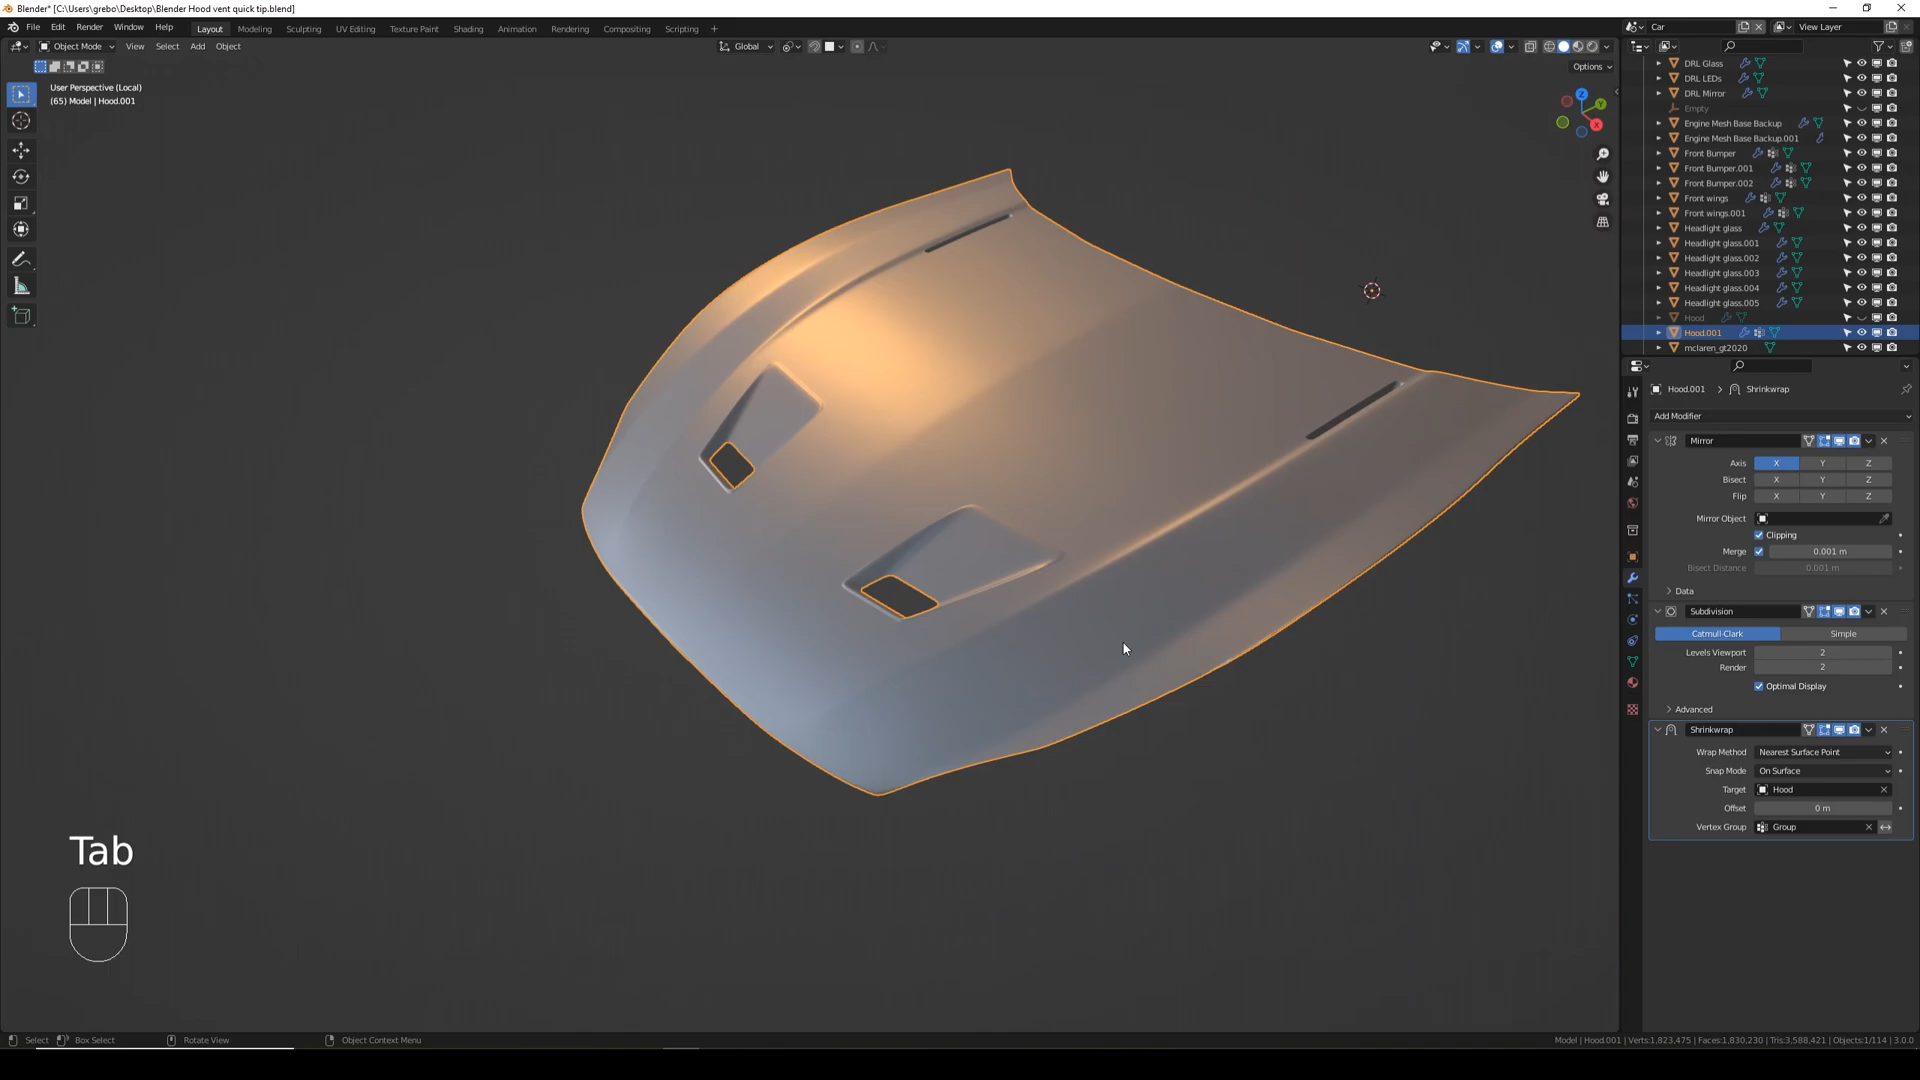 Blender* [C:\Users\grebo\Desktop\Blender Hood vent quick tip.blend]
File Edit Render Window Help Layout Modeling Sculpting UV Editing Texture Paint Shading Animation Rendering Compositing Scripting + Car View Layer
Object Mode View Select Add Object Global
Options
User Perspective (Local)
(65) Model | Hood.001
Z
Y
X
DRL Glass
DRL LEDs
DRL Mirror
Empty
Engine Mesh Base Backup
Engine Mesh Base Backup.001
Front Bumper
Front Bumper.001
Front Bumper.002
Front wings
Front wings.001
Headlight glass
Headlight glass.001
Headlight glass.002
Headlight glass.003
Headlight glass.004
Headlight glass.005
Hood
Hood.001
mclaren_gt2020
Hood.001 > Shrinkwrap
Add Modifier
Mirror
Axis X Y Z
Bisect X Y Z
Flip X Y Z
Mirror Object
Clipping
Merge 0.001 m
Bisect Distance 0.001 m
Data
Subdivision
Catmull-Clark Simple
Levels Viewport 2
Render 2
Optimal Display
Advanced
Shrinkwrap
Wrap Method Nearest Surface Point
Snap Mode On Surface
Target Hood
Offset 0 m
Vertex Group Group
Tab
Select Box Select Rotate View Object Context Menu Model | Hood.001 | Verts:1,823,475 | Faces:1,830,230 | Tris:3,588,421 | Objects:1/114 | 3.0.0